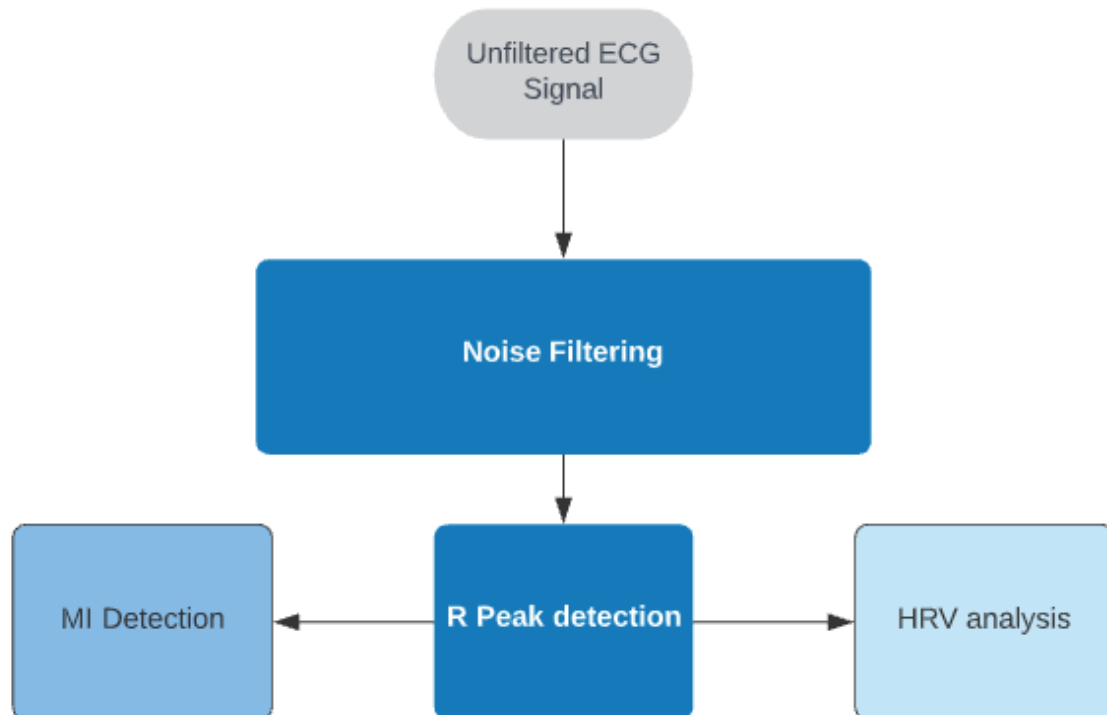 Unfiltered ECG
Signal
Noise Filtering
MI Detection
R Peak detection
HRV analysis